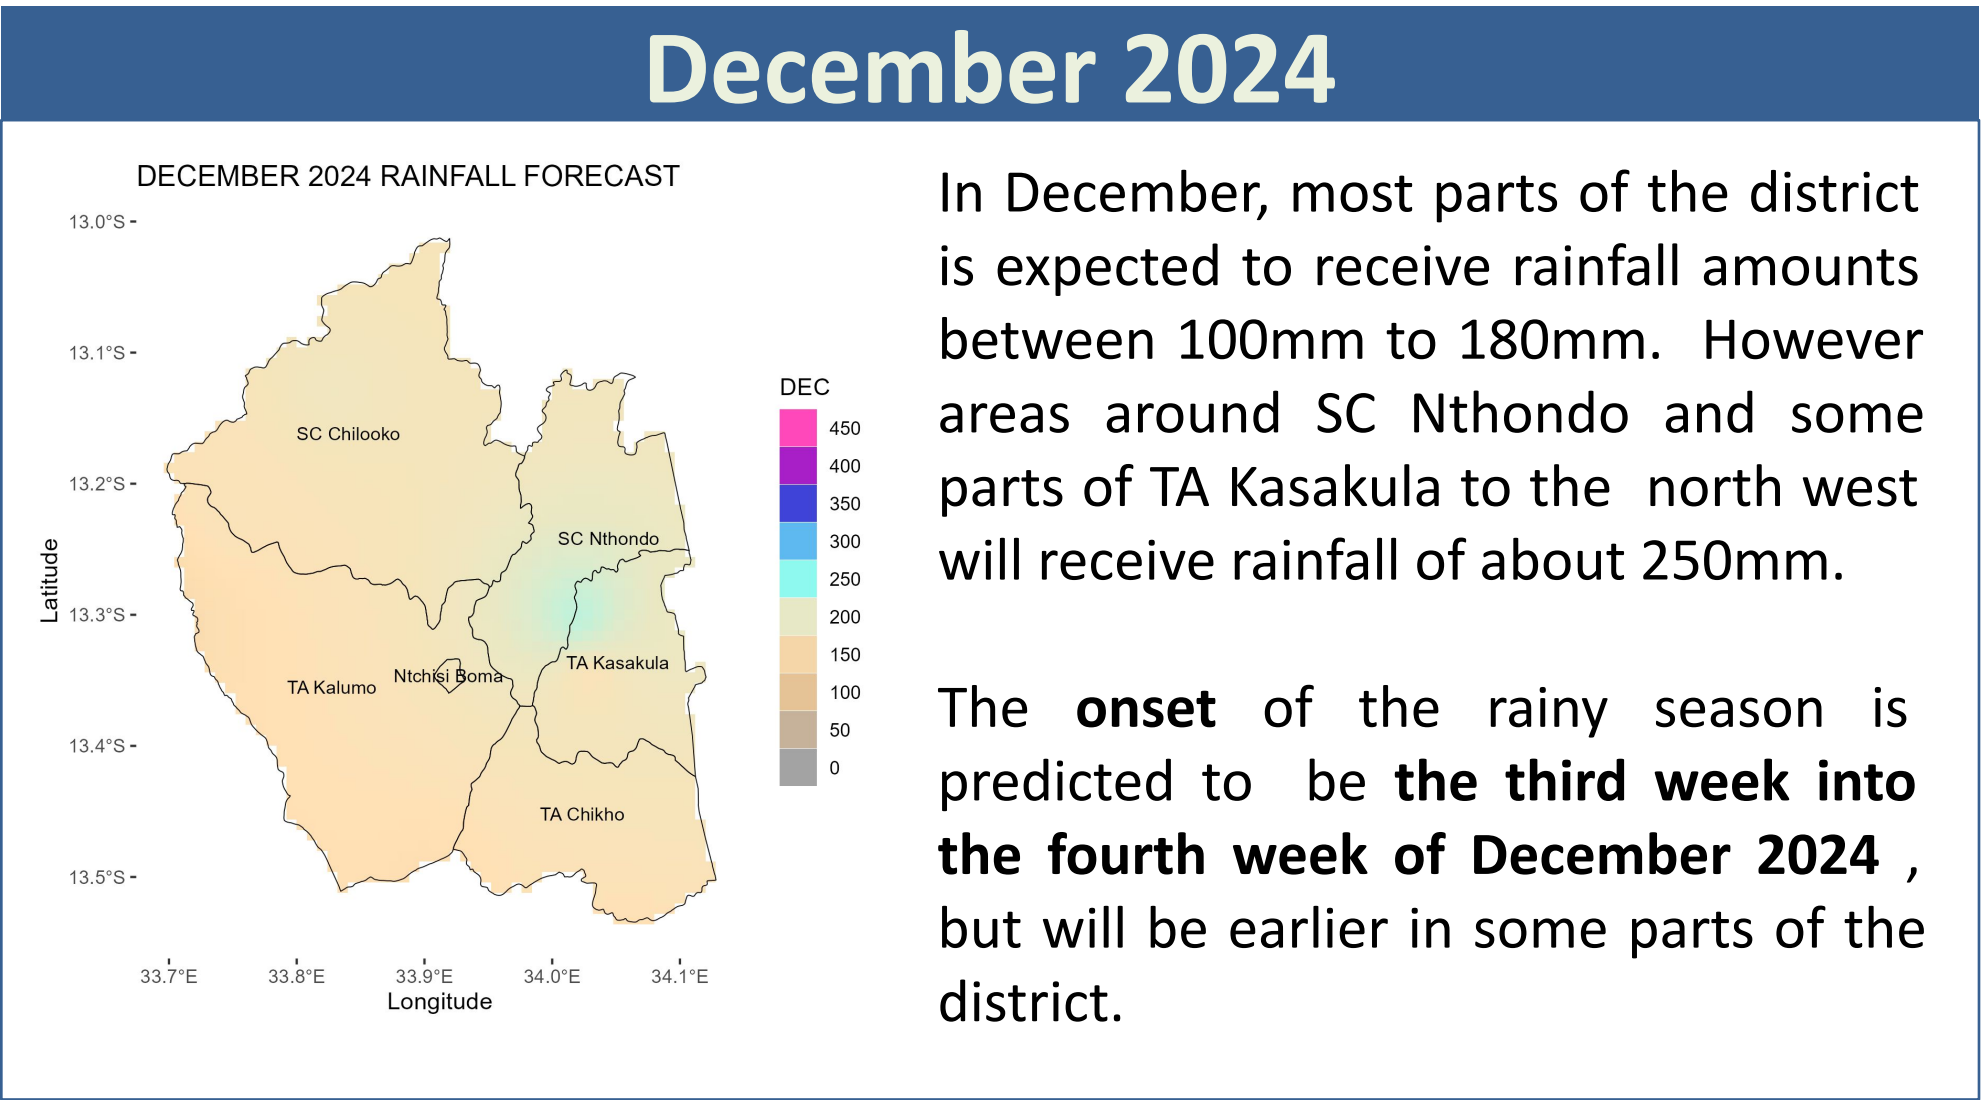 December 2024
DECEMBER 2024 RAINFALL FORECAST
13.0°S
13.1°S
13.2°S
13.3°S
13.4°S
13.5°S
Latitude
SC Chilooko
SC Nthondo
TA Kasakula
Ntchisi Boma
TA Kalumo
TA Chikho
33.7°E
33.8°E
33.9°E
34.0°E
34.1°E
Longitude
DEC
450
400
350
300
250
200
150
100
50
0
In December, most parts of the district
is expected to receive rainfall amounts
between 100mm to 180mm. However
areas around SC Nthondo and some
parts of TA Kasakula to the north west
will receive rainfall of about 250mm.
The onset of the rainy season is
predicted to be the third week into
the fourth week of December 2024 ,
but will be earlier in some parts of the
district.